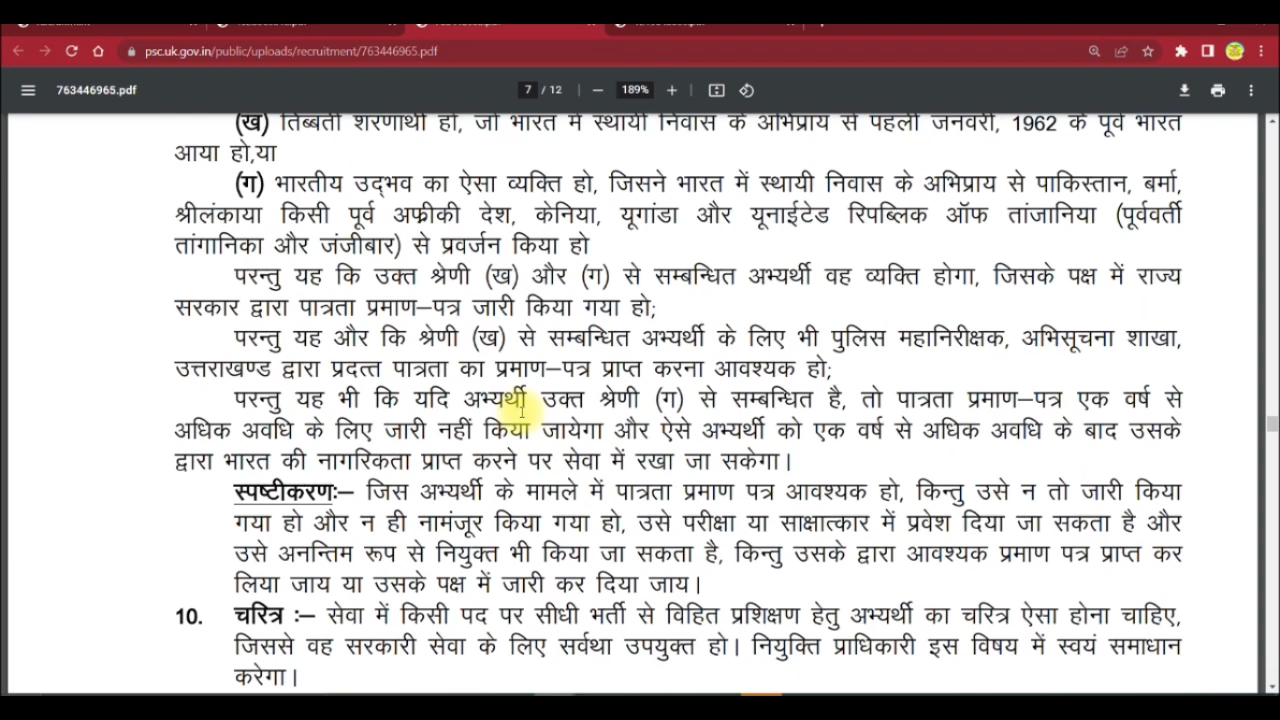 psc.uk.gov.in/public/uploads/recruitment/763446965.pdf
763446965.pdf 7 / 12 189%
(ख) तिब्बती शरणार्थी हो, जो भारत में स्थायी निवास के अभिप्राय से पहली जनवरी, 1962 के पूर्व भारत
आया हो,या
(ग) भारतीय उद्भव का ऐसा व्यक्ति हो, जिसने भारत में स्थायी निवास के अभिप्राय से पाकिस्तान, बर्मा,
श्रीलंकाया किसी पूर्व अफ्रीकी देश, केनिया, यूगांडा और यूनाईटेड रिपब्लिक ऑफ तांजानिया (पूर्ववर्ती
तांगानिका और जंजीबार) से प्रवर्जन किया हो
परन्तु यह कि उक्त श्रेणी (ख) और (ग) से सम्बन्धित अभ्यर्थी वह व्यक्ति होगा, जिसके पक्ष में राज्य
सरकार द्वारा पात्रता प्रमाण–पत्र जारी किया गया हो;
परन्तु यह और कि श्रेणी (ख) से सम्बन्धित अभ्यर्थी के लिए भी पुलिस महानिरीक्षक, अभिसूचना शाखा,
उत्तराखण्ड द्वारा प्रदत्त पात्रता का प्रमाण–पत्र प्राप्त करना आवश्यक हो;
परन्तु यह भी कि यदि अभ्यर्थी उक्त श्रेणी (ग) से सम्बन्धित है, तो पात्रता प्रमाण–पत्र एक वर्ष से
अधिक अवधि के लिए जारी नहीं किया जायेगा और ऐसे अभ्यर्थी को एक वर्ष से अधिक अवधि के बाद उसके
द्वारा भारत की नागरिकता प्राप्त करने पर सेवा में रखा जा सकेगा।
स्पष्टीकरणः– जिस अभ्यर्थी के मामले में पात्रता प्रमाण पत्र आवश्यक हो, किन्तु उसे न तो जारी किया
गया हो और न ही नामंजूर किया गया हो, उसे परीक्षा या साक्षात्कार में प्रवेश दिया जा सकता है और
उसे अनन्तिम रूप से नियुक्त भी किया जा सकता है, किन्तु उसके द्वारा आवश्यक प्रमाण पत्र प्राप्त कर
लिया जाय या उसके पक्ष में जारी कर दिया जाय।
10. चरित्र :– सेवा में किसी पद पर सीधी भर्ती से विहित प्रशिक्षण हेतु अभ्यर्थी का चरित्र ऐसा होना चाहिए,
जिससे वह सरकारी सेवा के लिए सर्वथा उपयुक्त हो। नियुक्ति प्राधिकारी इस विषय में स्वयं समाधान
करेगा।